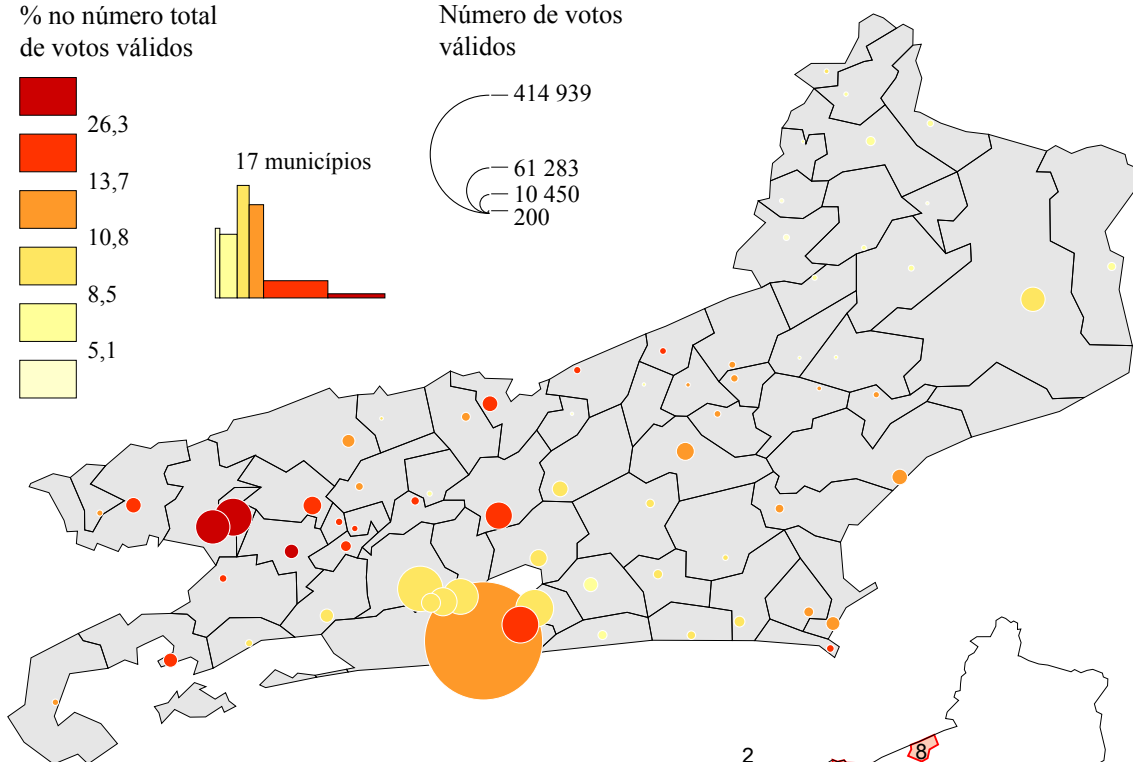 % no número total
de votos válidos
26,3
13,7
10,8
8,5
5,1
17 municípios
Número de votos
válidos
414 939
61 283
10 450
200
2
8